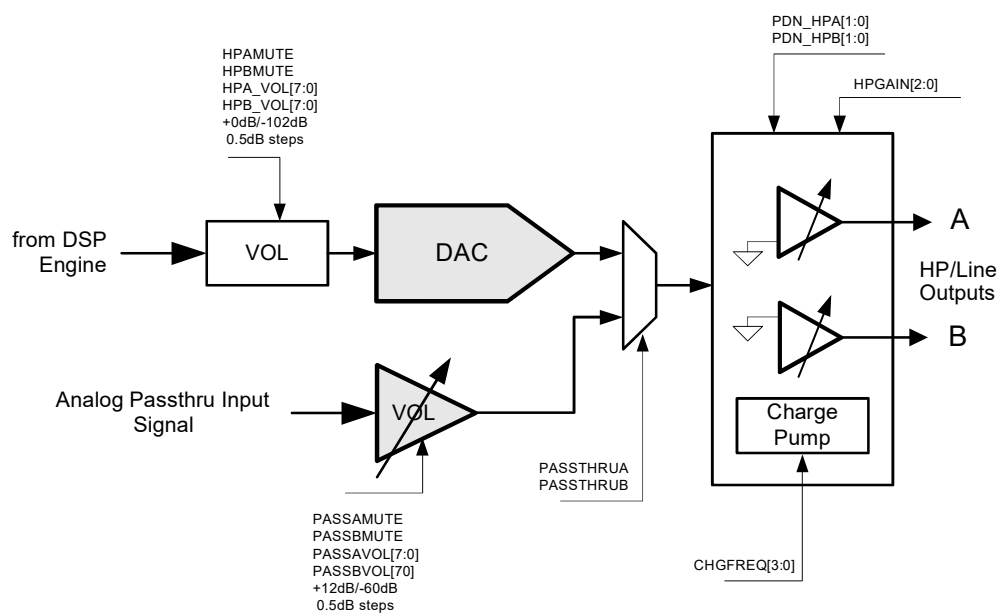 PDN_HPA[1:0]
PDN_HPB[1:0]
HPAMUTE
HPBMUTE
HPA_VOL[7:0]
HPB_VOL[7:0]
+0dB/-102dB
0.5dB steps
HPGAIN[2:0]
from DSP
Engine
VOL
DAC
A
HP/Line
Outputs
B
Analog Passthru Input
Signal
VOL
Charge
Pump
PASSTHRUA
PASSTHRUB
PASSAMUTE
PASSBMUTE
PASSAVOL[7:0]
PASSBVOL[70]
+12dB/-60dB
0.5dB steps
CHGFREQ[3:0]